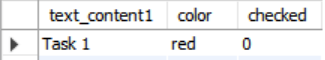 text_content1 color checked
Task 1 red 0